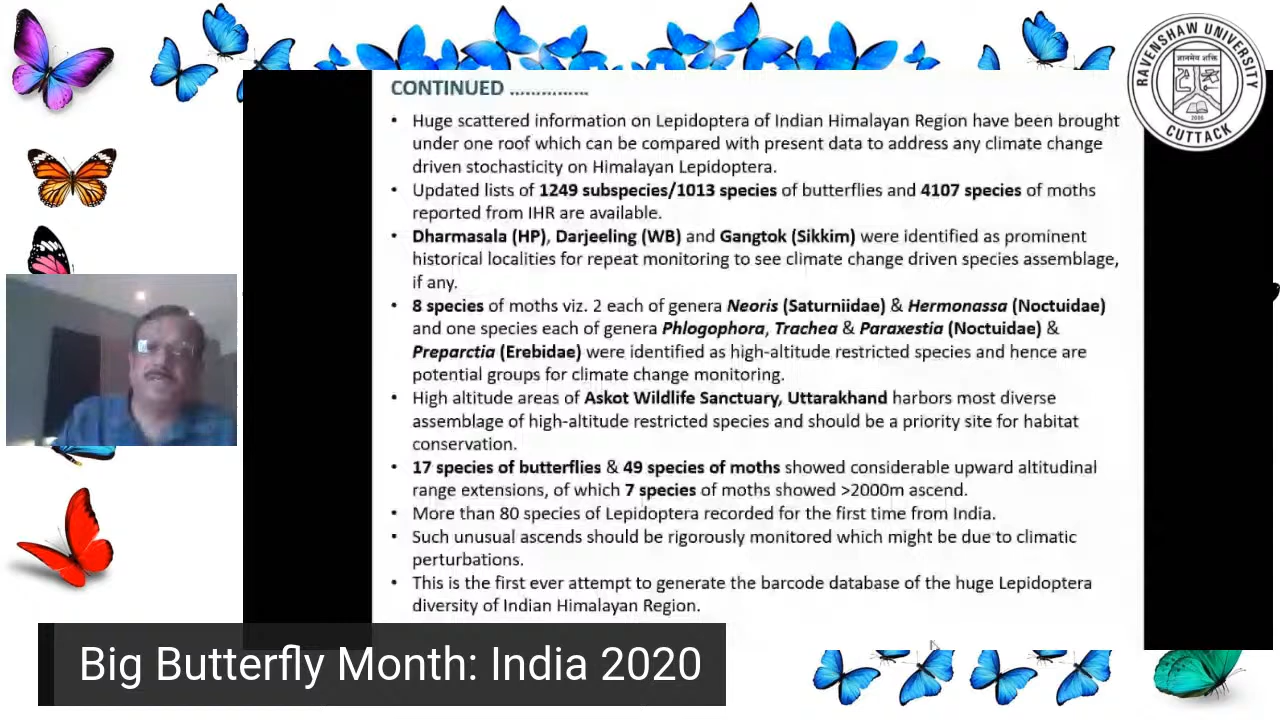 RAVENSHAW UNIVERSITY
ज्ञानमेव शक्ति
2006
CUTTACK
CONTINUED ……………
• Huge scattered information on Lepidoptera of Indian Himalayan Region have been brought
under one roof which can be compared with present data to address any climate change
driven stochasticity on Himalayan Lepidoptera.
• Updated lists of 1249 subspecies/1013 species of butterflies and 4107 species of moths
reported from IHR are available.
• Dharmasala (HP), Darjeeling (WB) and Gangtok (Sikkim) were identified as prominent
historical localities for repeat monitoring to see climate change driven species assemblage,
if any.
• 8 species of moths viz. 2 each of genera Neoris (Saturniidae) & Hermonassa (Noctuidae)
and one species each of genera Phlogophora, Trachea & Paraxestia (Noctuidae) &
Preparctia (Erebidae) were identified as high-altitude restricted species and hence are
potential groups for climate change monitoring.
• High altitude areas of Askot Wildlife Sanctuary, Uttarakhand harbors most diverse
assemblage of high-altitude restricted species and should be a priority site for habitat
conservation.
• 17 species of butterflies & 49 species of moths showed considerable upward altitudinal
range extensions, of which 7 species of moths showed >2000m ascend.
• More than 80 species of Lepidoptera recorded for the first time from India.
• Such unusual ascends should be rigorously monitored which might be due to climatic
perturbations.
• This is the first ever attempt to generate the barcode database of the huge Lepidoptera
diversity of Indian Himalayan Region.
Big Butterfly Month: India 2020